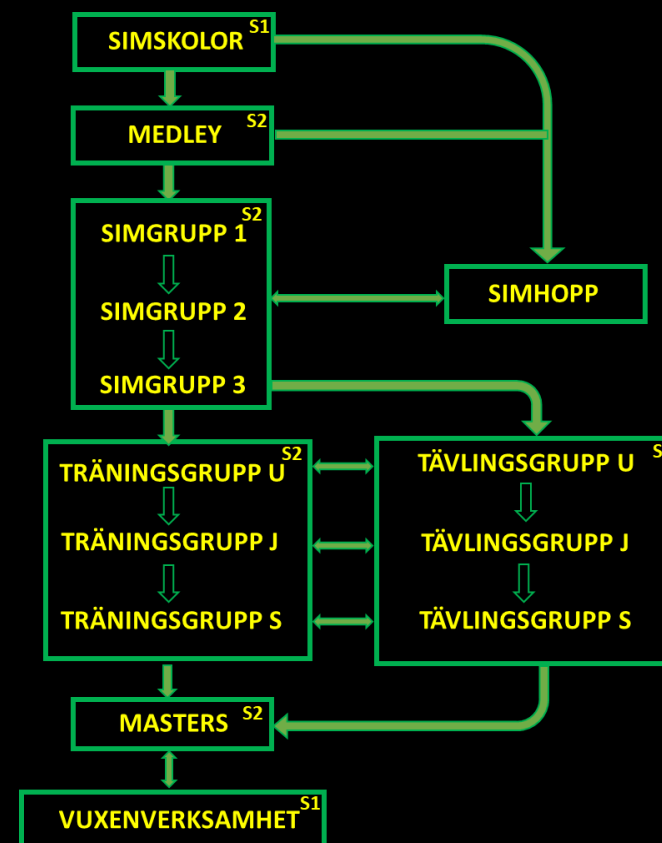 SIMSKOLOR S1
MEDLEY S2
S2
SIMGRUPP 1
SIMGRUPP 2
SIMHOPP
SIMGRUPP 3
S2
TRÄNINGSGRUPP U
TRÄNINGSGRUPP J
TRÄNINGSGRUPP S
S
TÄVLINGSGRUPP U
TÄVLINGSGRUPP J
TÄVLINGSGRUPP S
MASTERS S2
VUXENVERKSAMHET S1